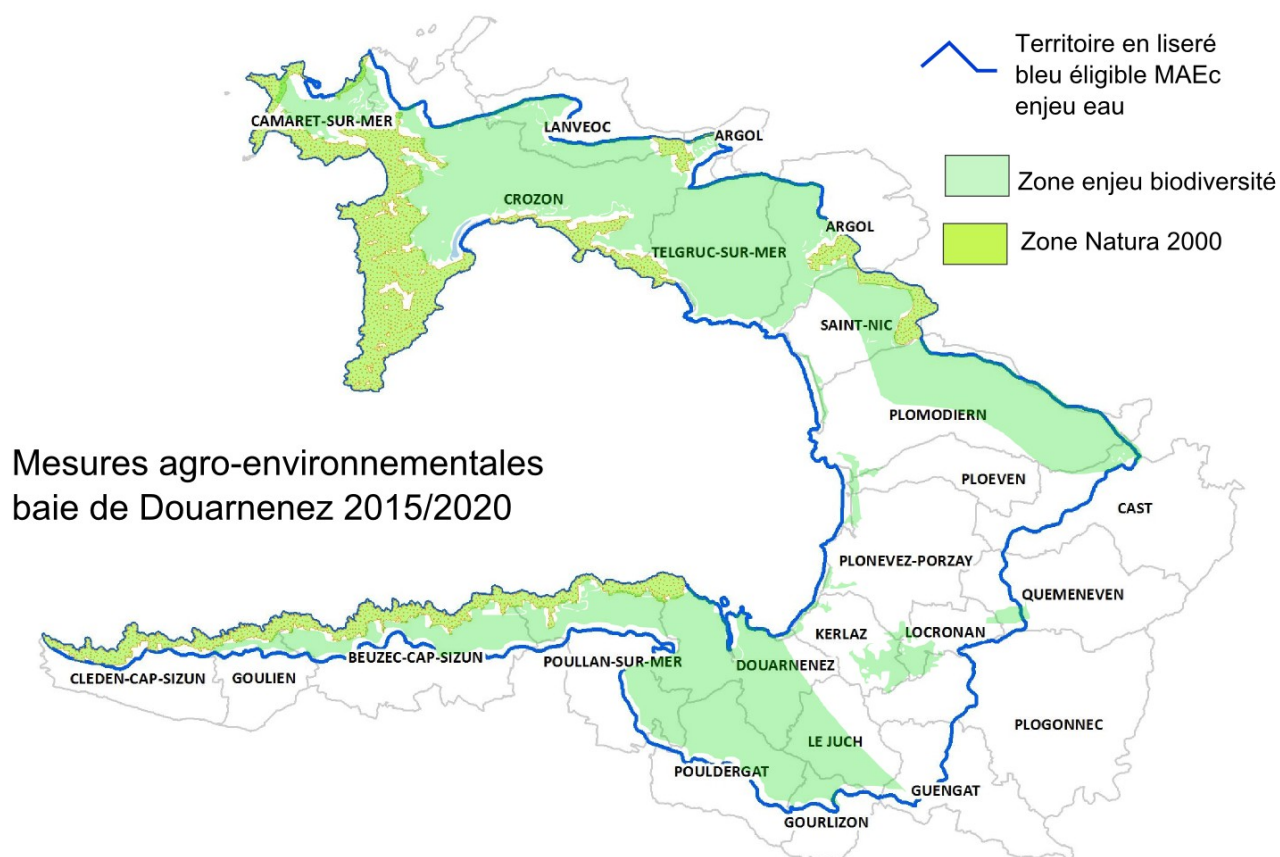 Territoire en liseré
bleu éligible MAEc
enjeu eau
Zone enjeu biodiversité
Zone Natura 2000
CAMARET-SUR-MER
LANVEOC
ARGOL
CROZON
ARGOL
TELGRUC-SUR-MER
SAINT-NIC
PLOMODIERN
Mesures agro-environnementales
baie de Douarnenez 2015/2020
PLOEVEN
CAST
PLONEVEZ-PORZAY
QUEMENEVEN
KERLAZ
LOCRONAN
BEUZEC-CAP-SIZUN
POULLAN-SUR-MER
DOUARNENEZ
CLEDEN-CAP-SIZUN
GOULIEN
PLOGONNEC
LE JUCH
POULDERGAT
GUENGAT
GOURLIZON